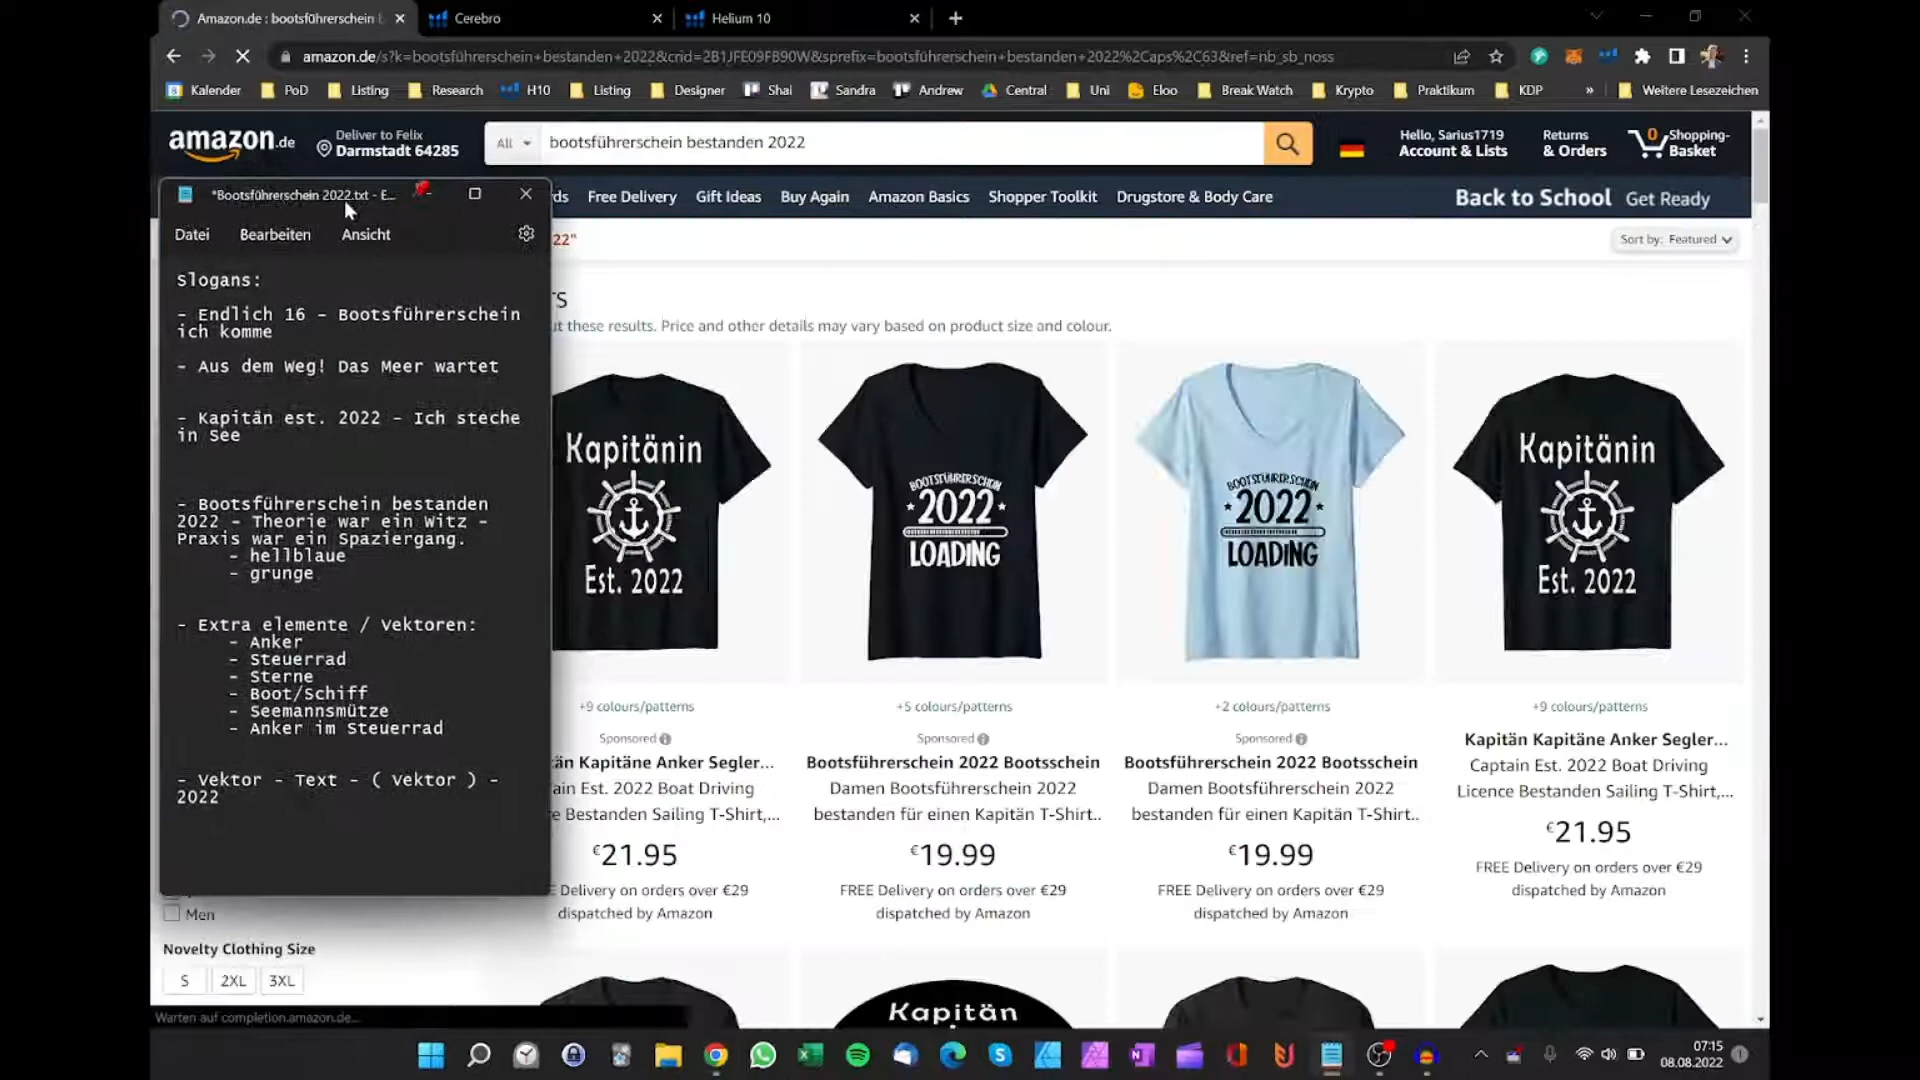 Amazon.de : bootsführerschein b
Cerebro
Helium 10
amazon.de/s?k=bootsführerschein+bestanden+2022&crid=2B1JFE09FB90W&sprefix=bootsführerschein+bestanden+2022%2Caps%2C63&ref=nb_sb_noss
Kalender
PoD
Listing
Research
H10
Listing
Designer
Shai
Sandra
Andrew
Central
Uni
Eloo
Break Watch
Krypto
Praktikum
KDP
»
Weitere Lesezeichen
amazon.de
Deliver to Felix
Darmstadt 64285
All
bootsführerschein bestanden 2022
Hello, Sarius1719
Account & Lists
Returns
& Orders
0
Shopping-
Basket
ds
Free Delivery
Gift Ideas
Buy Again
Amazon Basics
Shopper Toolkit
Drugstore & Body Care
Back to School
Get Ready
*Bootsführerschein 2022.txt - E...
Datei
Bearbeiten
Ansicht
Slogans:
- Endlich 16 - Bootsführerschein
ich komme
- Aus dem Weg! Das Meer wartet
- Kapitän est. 2022 - Ich steche
in See
- Bootsführerschein bestanden
2022 - Theorie war ein Witz -
Praxis war ein Spaziergang.
- hellblaue
- grunge
- Extra elemente / Vektoren:
- Anker
- Steuerrad
- Sterne
- Boot/Schiff
- Seemannsmütze
- Anker im Steuerrad
- Vektor - Text - ( Vektor ) -
2022
22"
Sort by: Featured
TS
ut these results. Price and other details may vary based on product size and colour.
Kapitänin
Est. 2022
BOOTSFÜHRERSCHEIN
2022
LOADING
BOOTSFÜHRERSCHEIN
2022
LOADING
Kapitänin
Est. 2022
+9 colours/patterns
Sponsored
än Kapitäne Anker Segler...
ain Est. 2022 Boat Driving
e Bestanden Sailing T-Shirt,...
€21.95
E Delivery on orders over €29
dispatched by Amazon
+5 colours/patterns
Sponsored
Bootsführerschein 2022 Bootsschein
Damen Bootsführerschein 2022
bestanden für einen Kapitän T-Shirt..
€19.99
FREE Delivery on orders over €29
dispatched by Amazon
+2 colours/patterns
Sponsored
Bootsführerschein 2022 Bootsschein
Damen Bootsführerschein 2022
bestanden für einen Kapitän T-Shirt..
€19.99
FREE Delivery on orders over €29
dispatched by Amazon
+9 colours/patterns
Kapitän Kapitäne Anker Segler...
Captain Est. 2022 Boat Driving
Licence Bestanden Sailing T-Shirt,...
€21.95
FREE Delivery on orders over €29
dispatched by Amazon
Men
Novelty Clothing Size
S
2XL
3XL
Kapitän
Warten auf completion.amazon.de...
07:15
08.08.2022